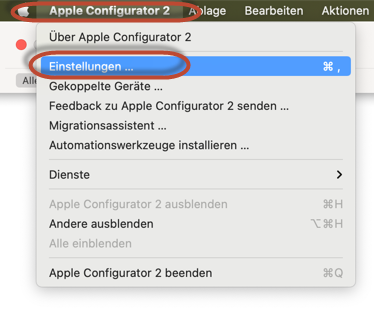 Apple Configurator 2 Ablage Bearbeiten Aktionen
Über Apple Configurator 2
Alle
Einstellungen ... ⌘ ,
Gekoppelte Geräte ...
Feedback zu Apple Configurator 2 senden ...
Migrationsassistent ...
Automationswerkzeuge installieren ...
Dienste
Apple Configurator 2 ausblenden ⌘H
Andere ausblenden ⌥⌘H
Alle einblenden
Apple Configurator 2 beenden ⌘Q